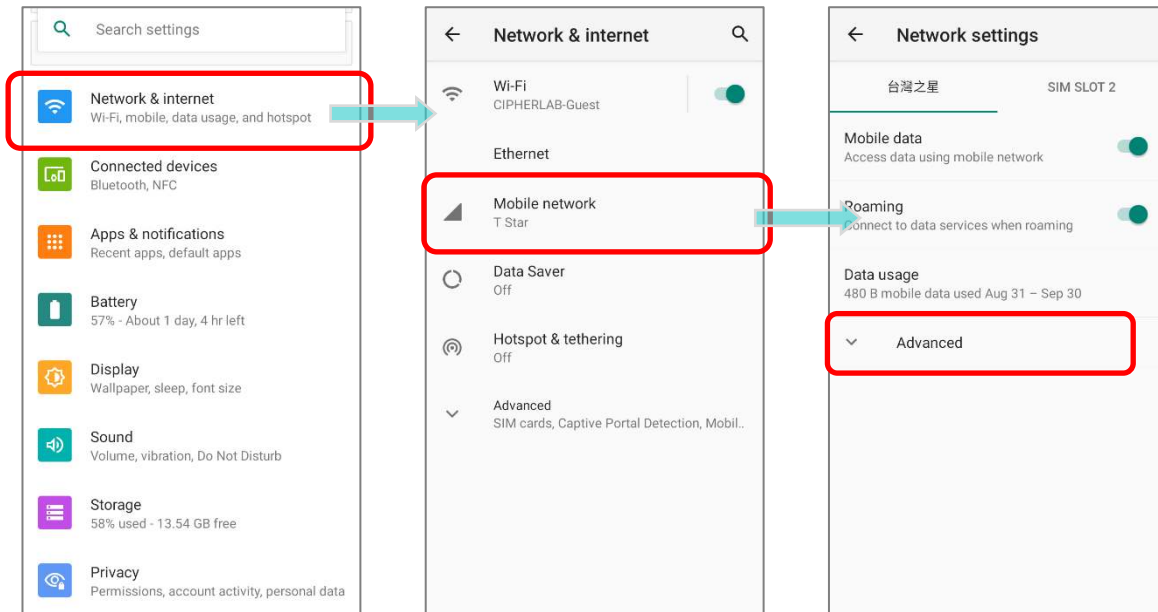 Search settings
Network & internet
Wi-Fi, mobile, data usage, and hotspot
Connected devices
Bluetooth, NFC
Apps & notifications
Recent apps, default apps
Battery
57% - About 1 day, 4 hr left
Display
Wallpaper, sleep, font size
Sound
Volume, vibration, Do Not Disturb
Storage
58% used - 13.54 GB free
Privacy
Permissions, account activity, personal data
Network & internet
Wi-Fi
CIPHERLAB-Guest
Ethernet
Mobile network
T Star
Data Saver
Off
Hotspot & tethering
Off
Advanced
SIM cards, Captive Portal Detection, Mobil..
Network settings
台灣之星
SIM SLOT 2
Mobile data
Access data using mobile network
Roaming
Connect to data services when roaming
Data usage
480 B mobile data used Aug 31 – Sep 30
Advanced